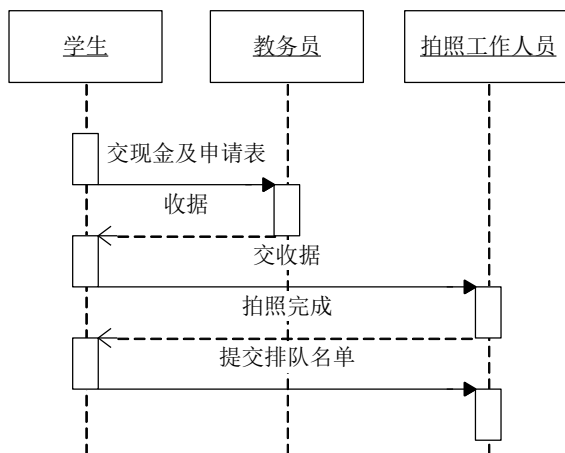 学生
教务员
拍照工作人员
交现金及申请表
收据
交收据
拍照完成
提交排队名单